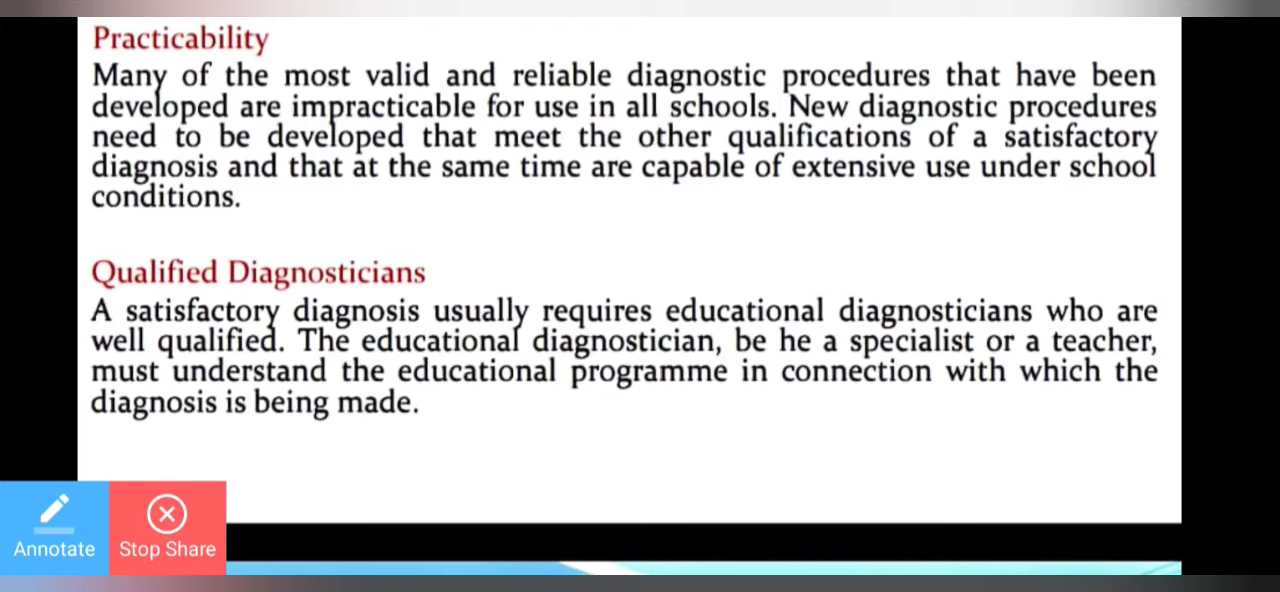 Practicability
Many of the most valid and reliable diagnostic procedures that have been
developed are impracticable for use in all schools. New diagnostic procedures
need to be developed that meet the other qualifications of a satisfactory
diagnosis and that at the same time are capable of extensive use under school
conditions.
Qualified Diagnosticians
A satisfactory diagnosis usually requires educational diagnosticians who are
well qualified. The educational diagnostician, be he a specialist or a teacher,
must understand the educational programme in connection with which the
diagnosis is being made.
Annotate Stop Share